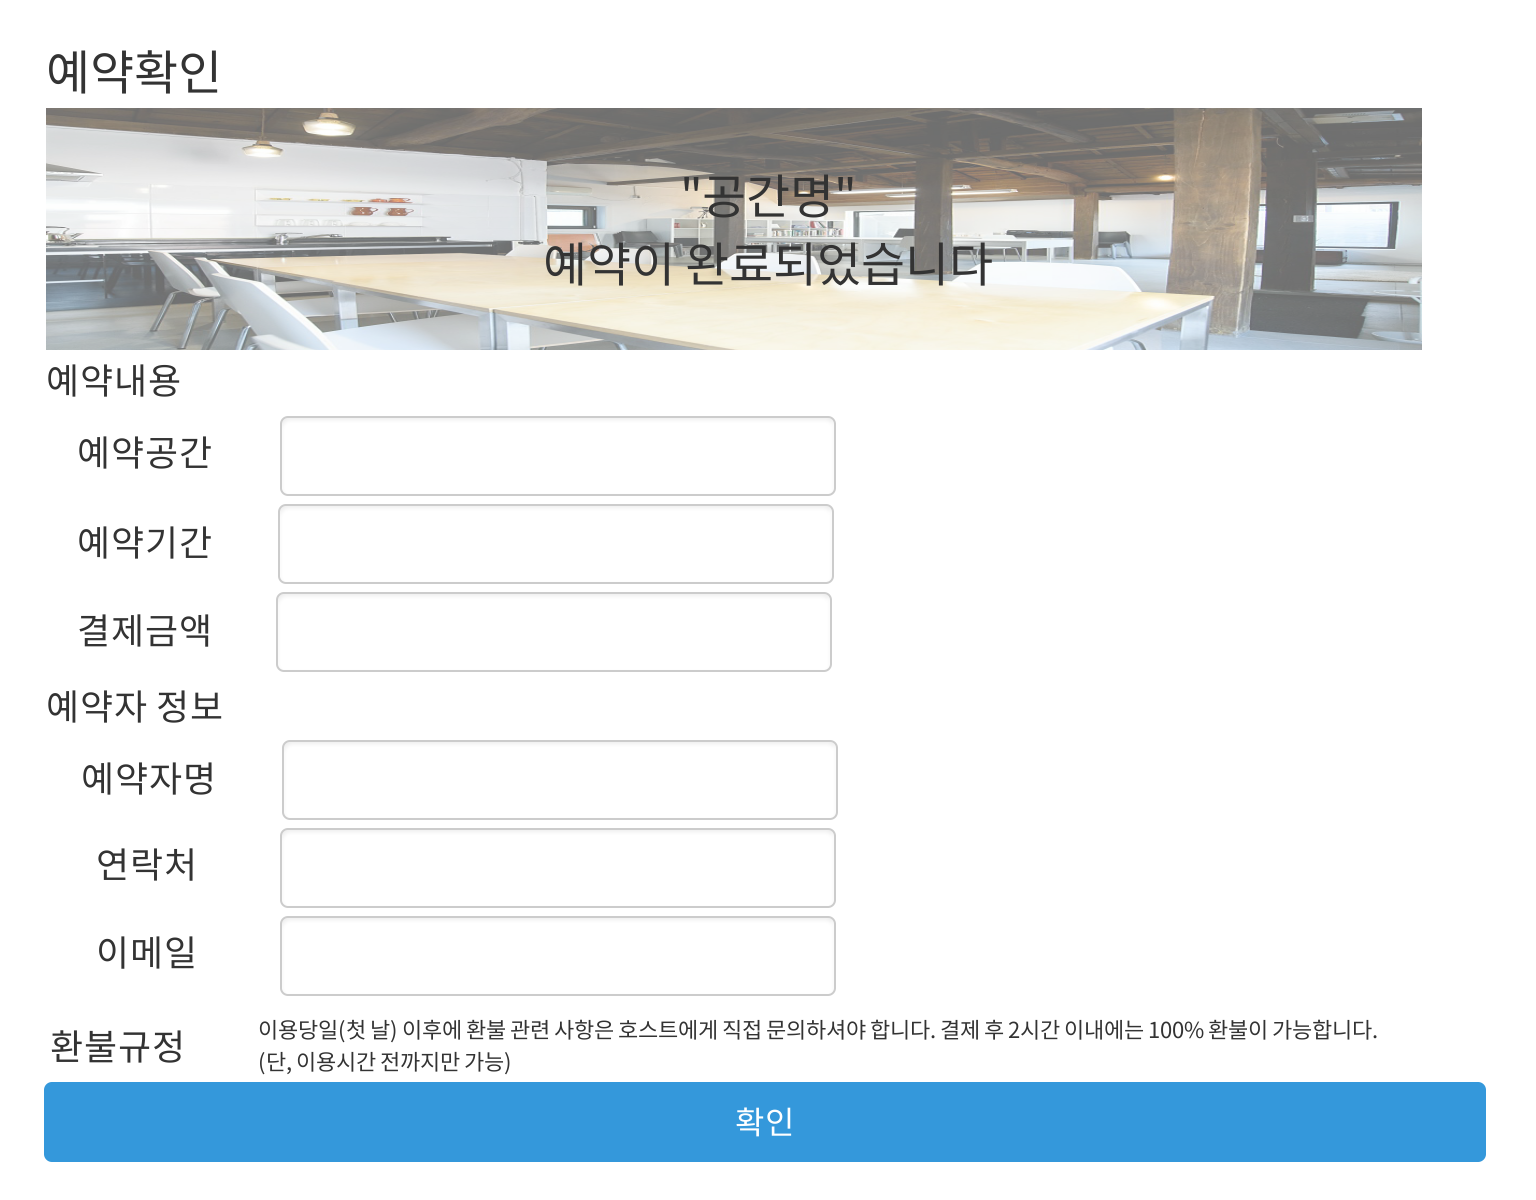 예약확인
"공간명"
예약이 완료되었습니다
예약내용
예약공간
예약기간
결제금액
예약자 정보
예약자명
연락처
이메일
환불규정
이용당일(첫 날) 이후에 환불 관련 사항은 호스트에게 직접 문의하셔야 합니다. 결제 후 2시간 이내에는 100% 환불이 가능합니다.
(단, 이용시간 전까지만 가능)
확인